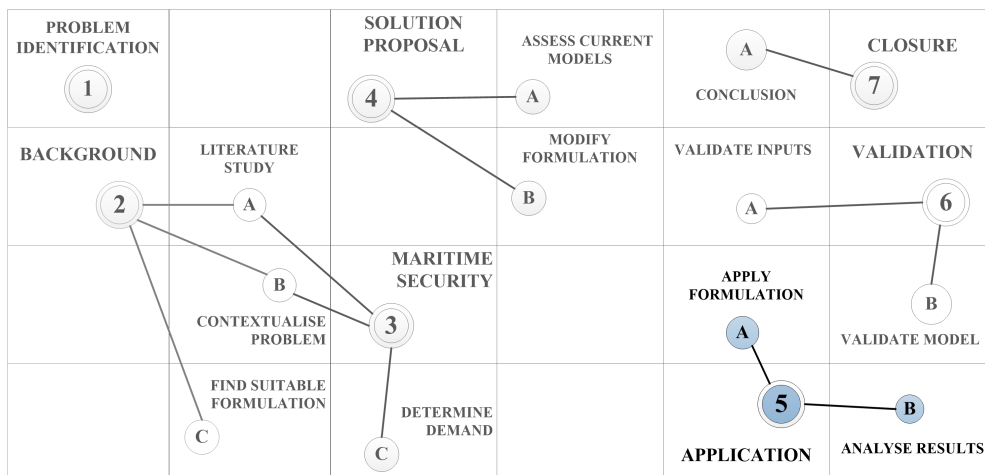 PROBLEM
IDENTIFICATION
1
SOLUTION
PROPOSAL
4
ASSESS CURRENT
MODELS
A
MODIFY
FORMULATION
B
A
CONCLUSION
CLOSURE
7
BACKGROUND
2
LITERATURE
STUDY
A
B
CONTEXTUALISE
PROBLEM
FIND SUITABLE
FORMULATION
C
MARITIME
SECURITY
3
DETERMINE
DEMAND
C
VALIDATE INPUTS
A
VALIDATION
6
B
VALIDATE MODEL
APPLY
FORMULATION
A
5
APPLICATION
B
ANALYSE RESULTS